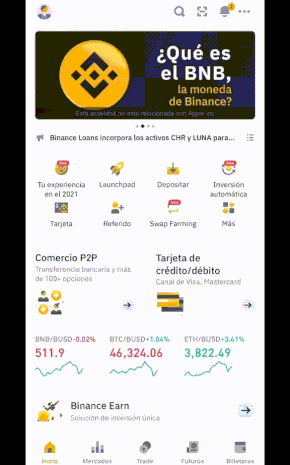 ¿Qué es
el BNB,
la moneda
de Binance?
Esta actividad no está relacionada con Apple Inc
Binance Loans incorpora los activos CHR y LUNA para...
New
New
Tu experiencia
en el 2021
Launchpad
Depositar
Inversión
automática
New
Tarjeta
Referido
Swap Farming
Más
Comercio P2P
Transferencia bancaria y más
de 100+ opciones
Tarjeta de
crédito/débito
Canal de Visa, Mastercard
BNB/BUSD -0.02%
511.9
BTC/BUSD +1.04%
46,324.06
ETH/BUSD +3.41%
3,822.49
Binance Earn
Solución de inversión única
Inicio
Mercados
Trade
Futuros
Billeteras